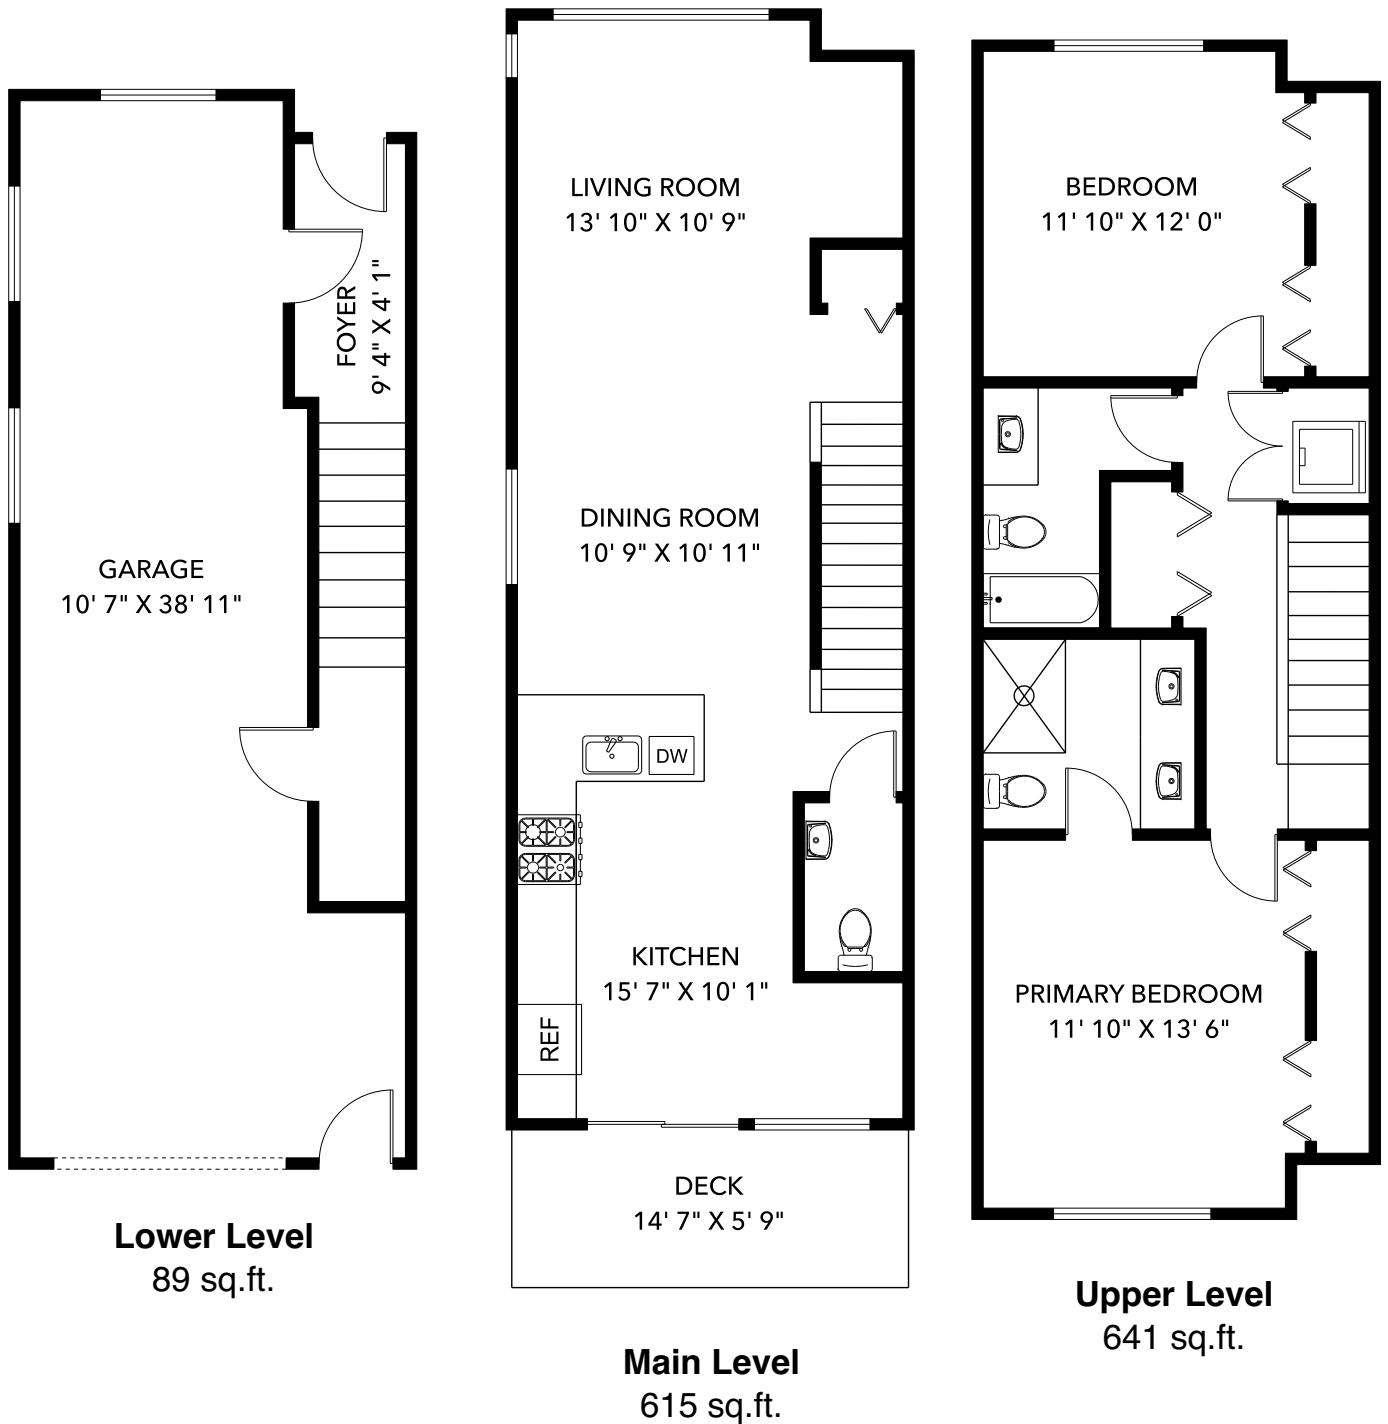 GARAGE
10' 7" X 38' 11"
FOYER
9' 4" X 4' 1"
Lower Level
89 sq.ft.
LIVING ROOM
13' 10" X 10' 9"
DINING ROOM
10' 9" X 10' 11"
DW
KITCHEN
15' 7" X 10' 1"
REF
DECK
14' 7" X 5' 9"
Main Level
615 sq.ft.
BEDROOM
11' 10" X 12' 0"
PRIMARY BEDROOM
11' 10" X 13' 6"
Upper Level
641 sq.ft.